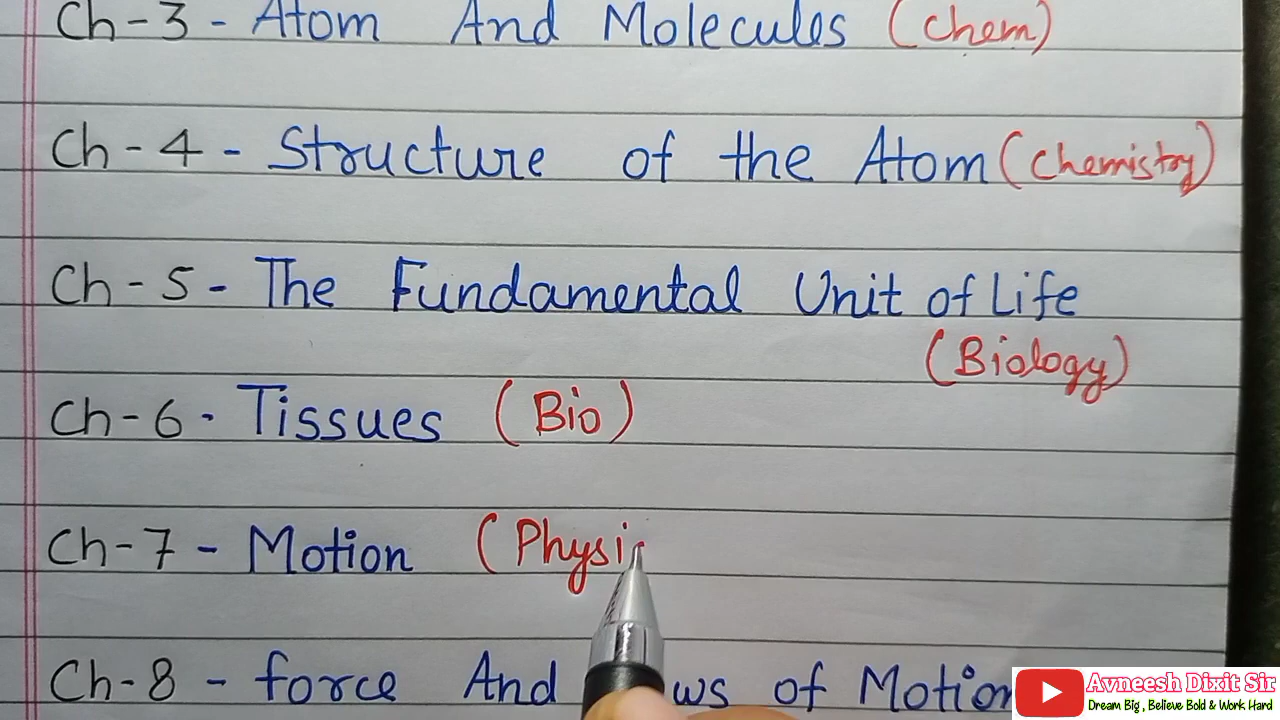 Ch-3 - Atom And Molecules (Chem)
Ch-4 - Structure of the Atom (Chemistry)
Ch-5 - The Fundamental Unit of Life
(Biology)
Ch-6 - Tissues (Bio)
Ch-7 - Motion (Physi
Ch-8 - force And ws of Motion
Avneesh Dixit Sir
Dream Big , Believe Bold & Work Hard